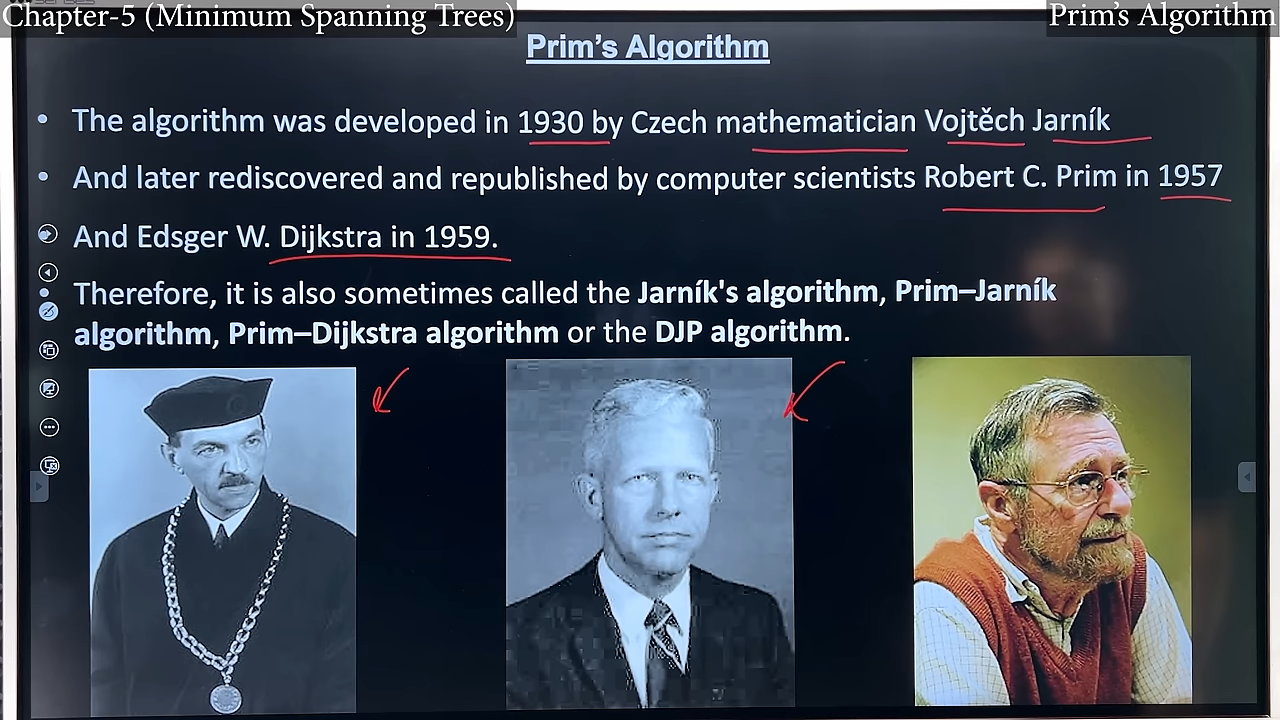 Chapter-5 (Minimum Spanning Trees)
Prim's Algorithm
Prim's Algorithm
• The algorithm was developed in 1930 by Czech mathematician Vojtěch Jarník
• And later rediscovered and republished by computer scientists Robert C. Prim in 1957
And Edsger W. Dijkstra in 1959.
• Therefore, it is also sometimes called the Jarník's algorithm, Prim–Jarník
algorithm, Prim–Dijkstra algorithm or the DJP algorithm.